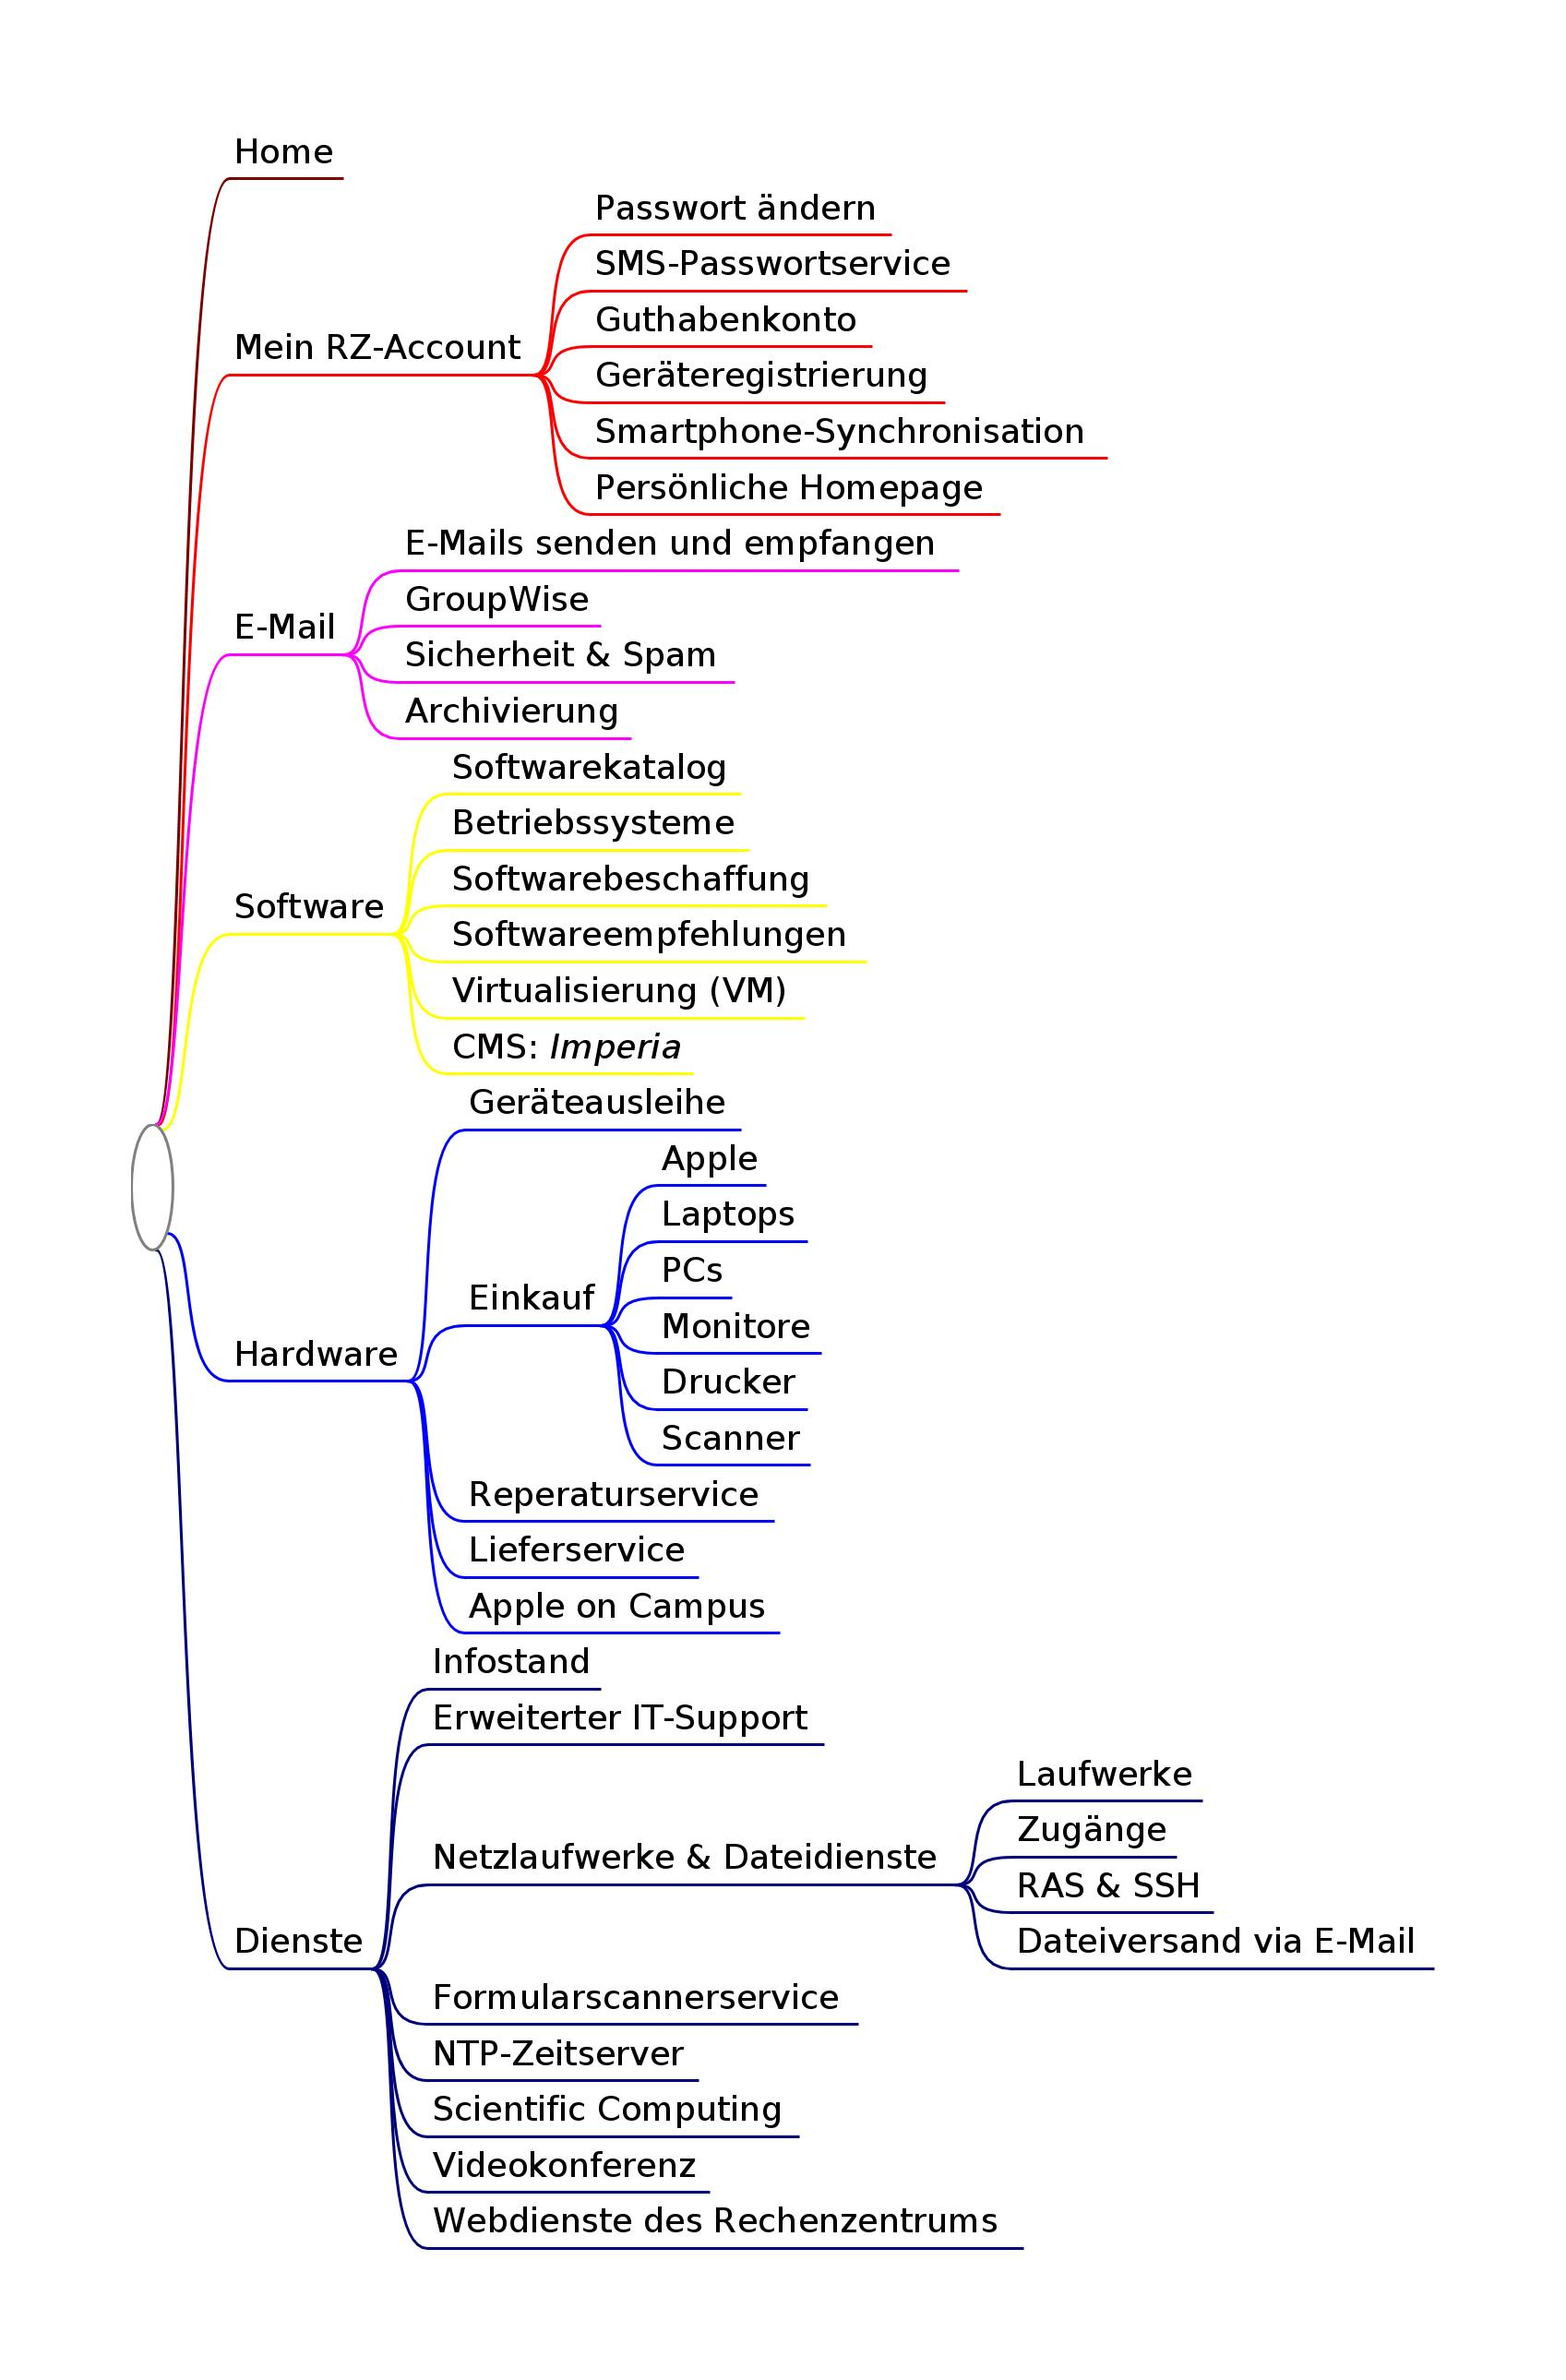 Home
Mein RZ-Account
Passwort ändern
SMS-Passwortservice
Guthabenkonto
Geräteregistrierung
Smartphone-Synchronisation
Persönliche Homepage
E-Mail
E-Mails senden und empfangen
GroupWise
Sicherheit & Spam
Archivierung
Software
Softwarekatalog
Betriebssysteme
Softwarebeschaffung
Softwareempfehlungen
Virtualisierung (VM)
CMS: Imperia
Hardware
Geräteausleihe
Einkauf
Apple
Laptops
PCs
Monitore
Drucker
Scanner
Reperaturservice
Lieferservice
Apple on Campus
Dienste
Infostand
Erweiterter IT-Support
Netzlaufwerke & Dateidienste
Laufwerke
Zugänge
RAS & SSH
Dateiversand via E-Mail
Formularscannerservice
NTP-Zeitserver
Scientific Computing
Videokonferenz
Webdienste des Rechenzentrums